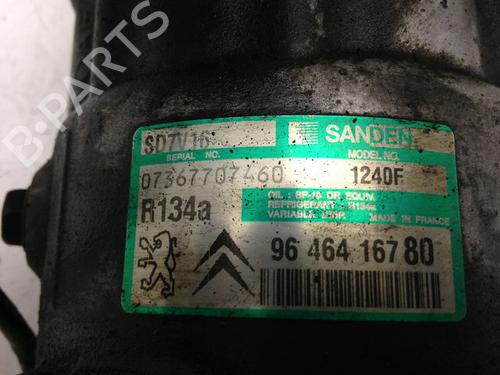 B-PARTS
SD7V16
SANDEN
SERIAL NO.
MODEL NO.
07367707460
1240F
R134a
OIL : SP-10 OR EQUIV.
REFRIGERANT : R134a
VARIABLE DISP. MADE IN FRANCE
96 464 167 80